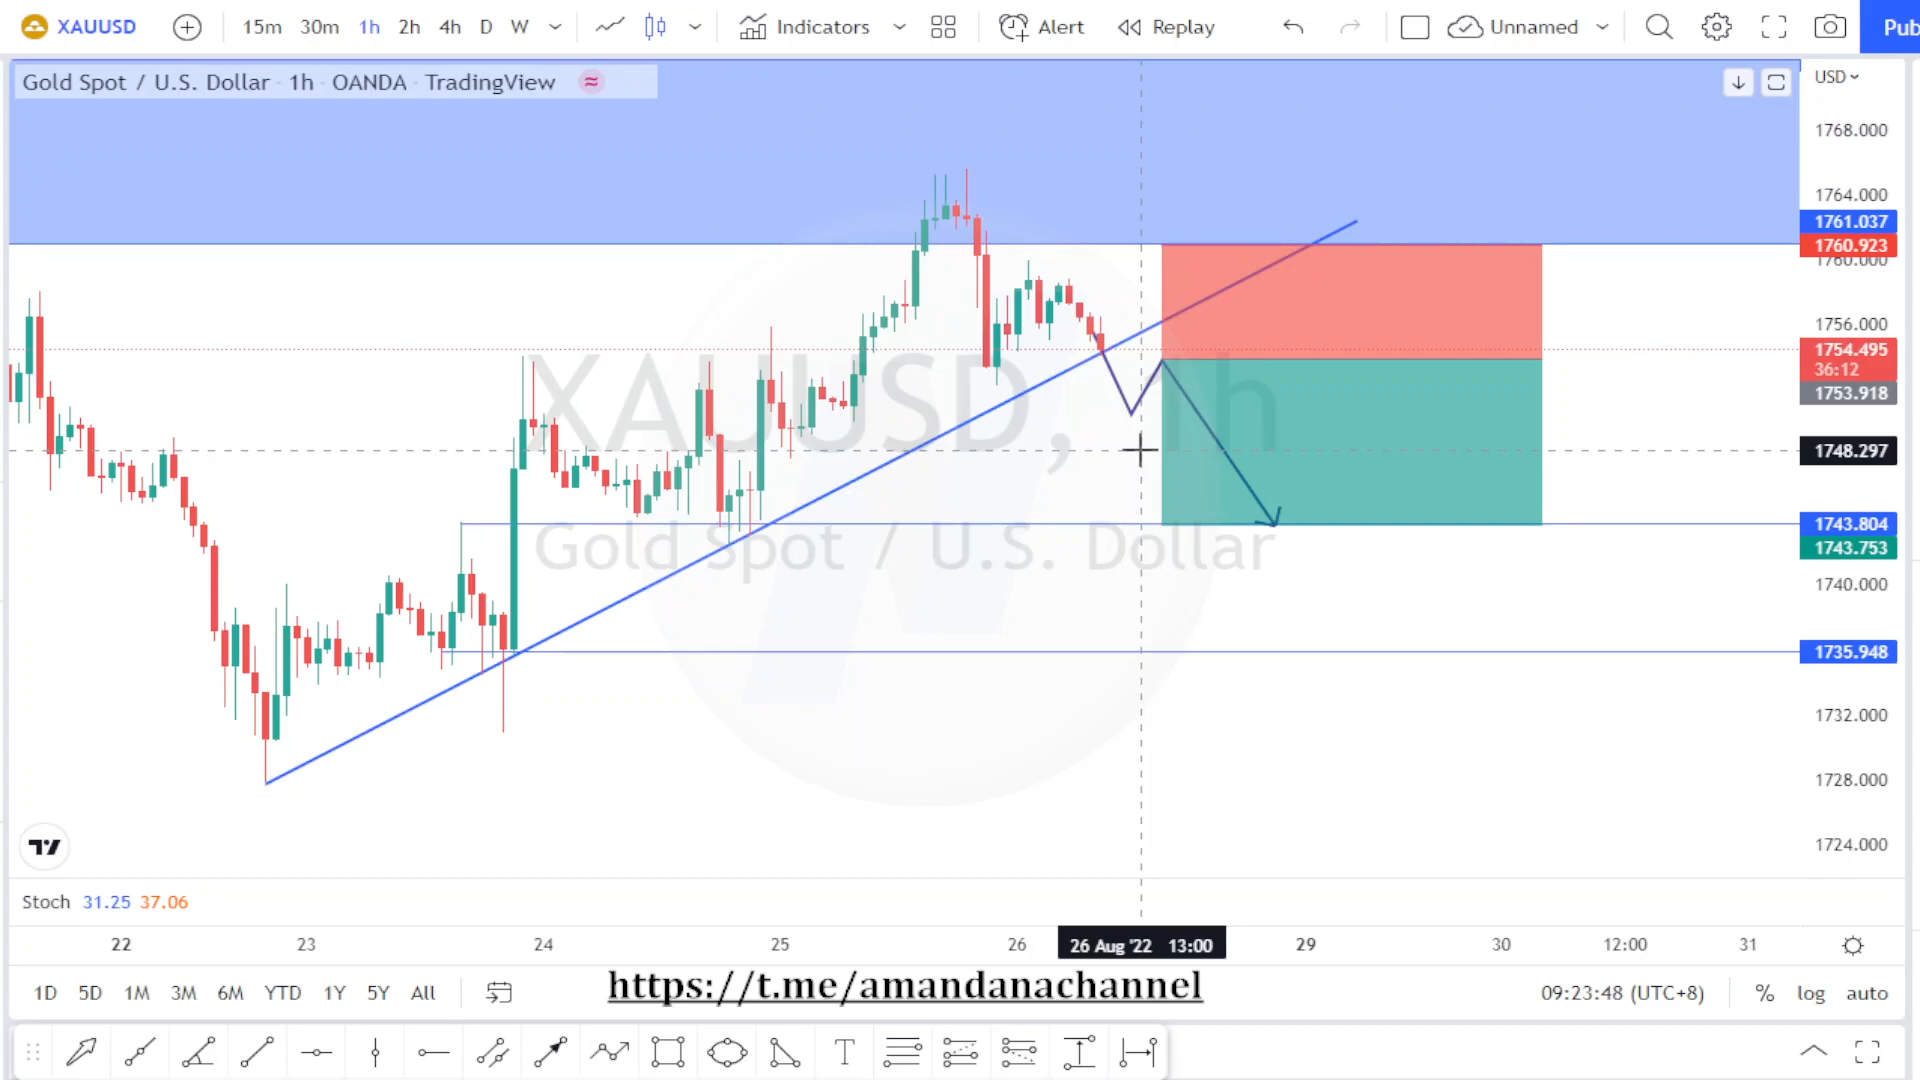 XAUUSD 15m 30m 1h 2h 4h D W Indicators Alert Replay Unnamed Pub
Gold Spot / U.S. Dollar · 1h · OANDA · TradingView
USD
1768.000
1764.000
1761.037
1760.923
1760.000
1756.000
1754.495
36:12
1753.918
1748.297
1743.804
1743.753
1740.000
1735.948
1732.000
1728.000
1724.000
XAUUSD, 1h
Gold Spot / U.S. Dollar
Stoch 31.25 37.06
22 23 24 25 26 26 Aug '22 13:00 29 30 12:00 31
1D 5D 1M 3M 6M YTD 1Y 5Y All https://t.me/amandanachannel 09:23:48 (UTC+8) % log auto